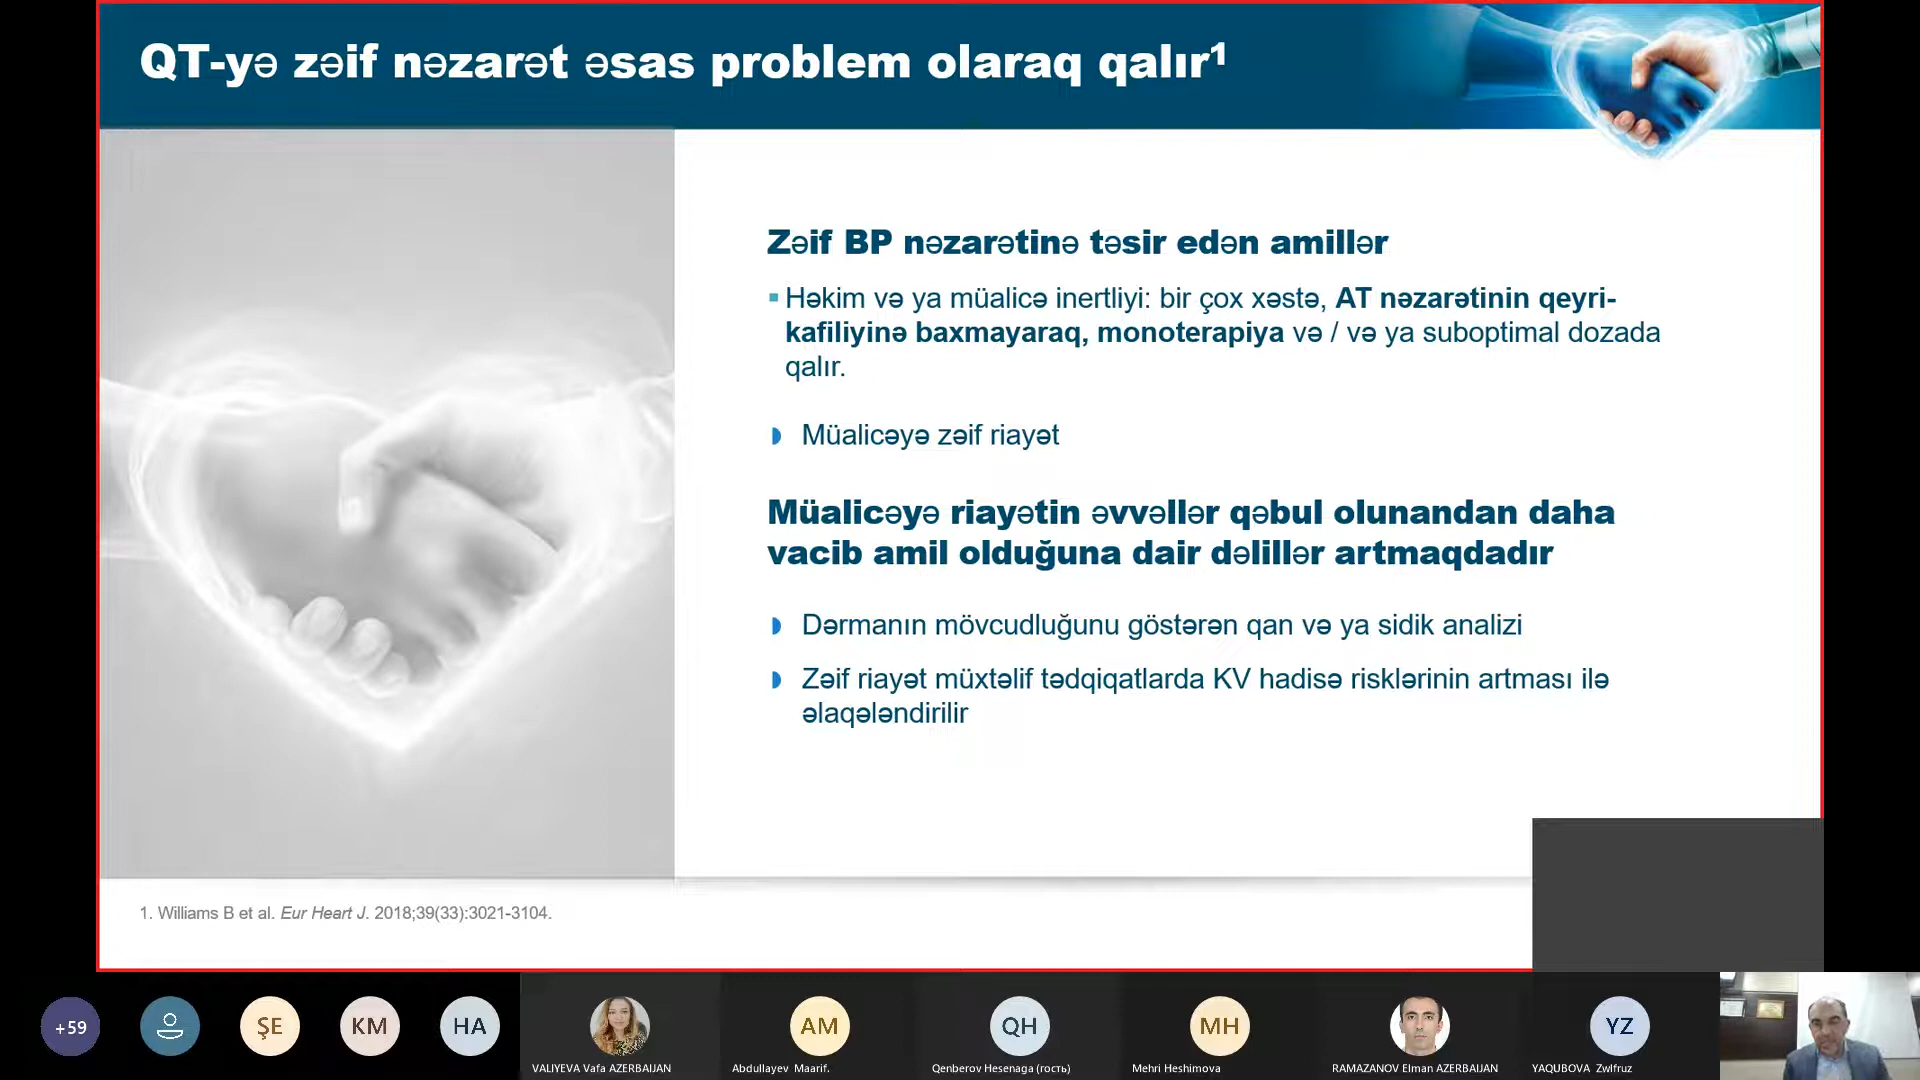 QT-yə zəif nəzarət əsas problem olaraq qalır¹
Zəif BP nəzarətinə təsir edən amillər
Həkim və ya müalicə inertliyi: bir çox xəstə, AT nəzarətinin qeyri-
kafiliyinə baxmayaraq, monoterapiya və / və ya suboptimal dozada
qalır.
Müalicəyə zəif riayət
Müalicəyə riayətin əvvəllər qəbul olunandan daha
vacib amil olduğuna dair dəlillər artmaqdadır
Dərmanın mövcudluğunu göstərən qan və ya sidik analizi
Zəif riayət müxtəlif tədqiqatlarda KV hadisə risklərinin artması ilə
əlaqələndirilir
1. Williams B et al. Eur Heart J. 2018;39(33):3021-3104.
+59
ŞE
KM
HA
AM
QH
MH
YZ
VALIYEVA Vafa AZERBAIJAN
Abdullayev Maarif.
Qenberov Hesenaga (гость)
Mehri Heshimova
RAMAZANOV Elman AZERBAIJAN
YAQUBOVA Zwlfruz